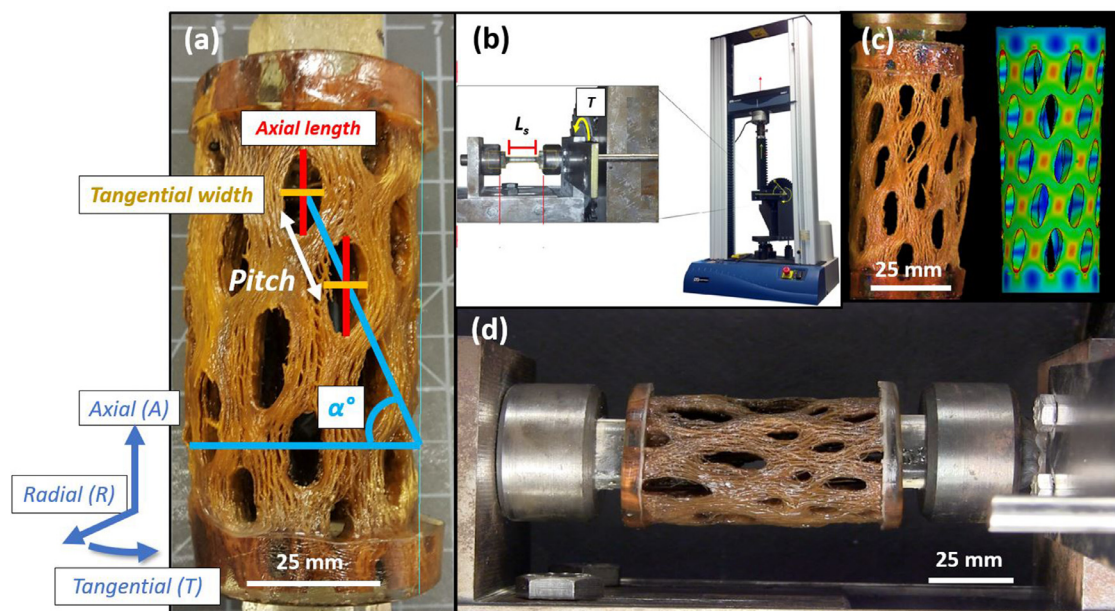 (a)
Axial length
Tangential width
Pitch
α°
Axial (A)
Radial (R)
Tangential (T)
25 mm
(b)
Ls
T
(c)
25 mm
(d)
25 mm